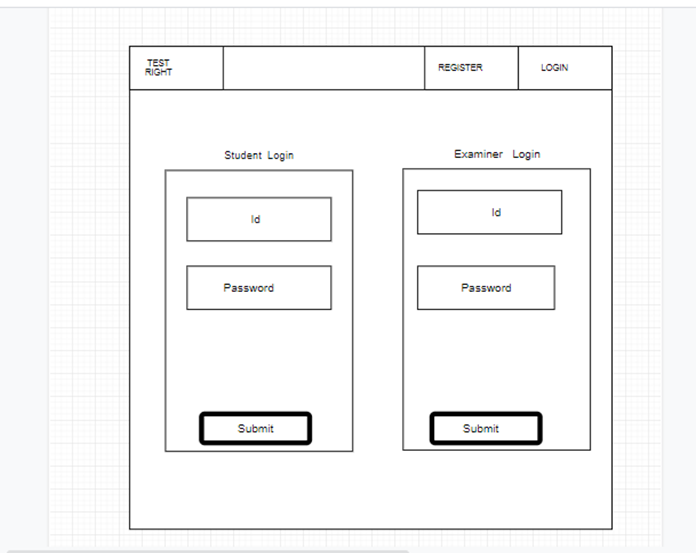 TEST
RIGHT
REGISTER
LOGIN
Student Login
Examiner Login
Id
Id
Password
Password
Submit
Submit